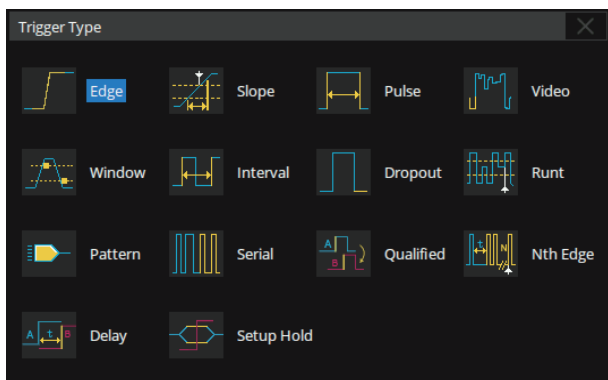 Trigger Type
Edge Slope Pulse Video
Window Interval Dropout Runt
Pattern Serial A B Qualified t N Nth Edge
A t B Delay Setup Hold